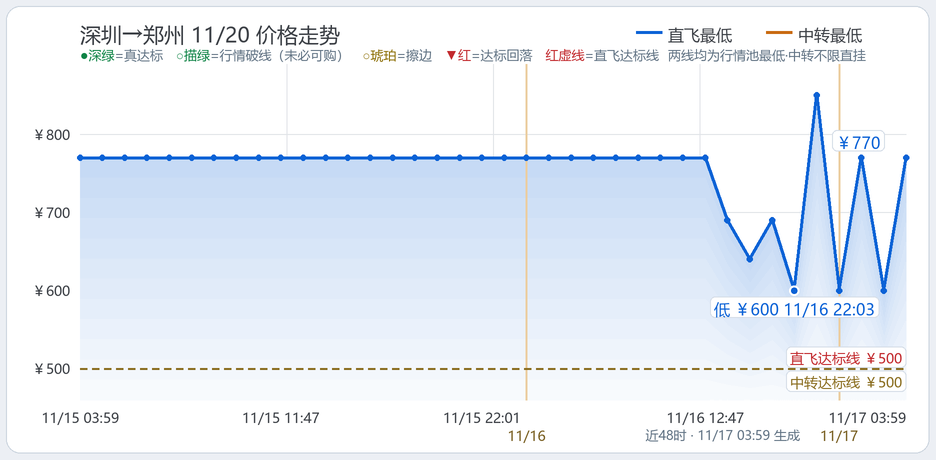 深圳→郑州 11/20 价格走势
直飞最低 中转最低
●深绿=真达标 ○描绿=行情破线（未必可购） ○琥珀=擦边 ▼红=达标回落 红虚线=直飞达标线 两线均为行情池最低·中转不限直挂
¥800
¥770
¥700
¥600
低 ¥600 11/16 22:03
直飞达标线 ¥500
¥500
中转达标线 ¥500
11/15 03:59 11/15 11:47 11/15 22:01 11/16 12:47 11/17 03:59
11/16 近48时 · 11/17 03:59 生成 11/17